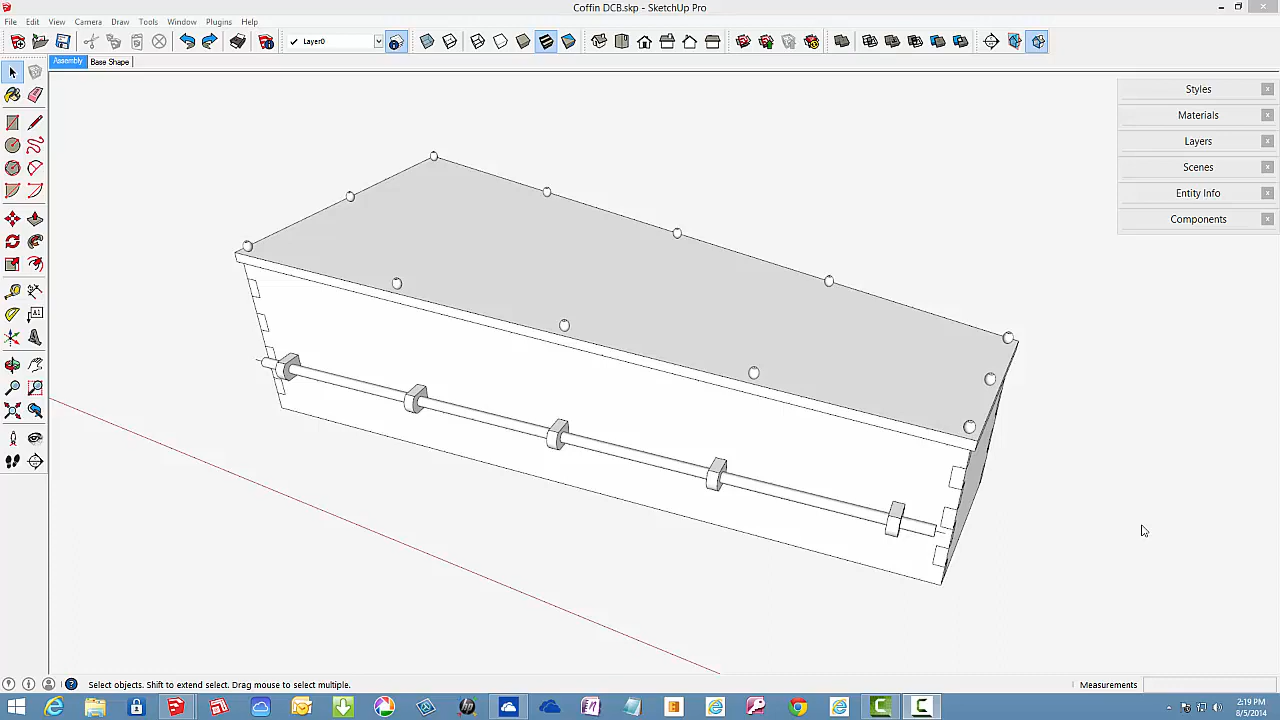 Coffin DCB.skp - SketchUp Pro
File Edit View Camera Draw Tools Window Plugins Help
Layer0
Assembly Base Shape
Styles
Materials
Layers
Scenes
Entity Info
Components
Select objects. Shift to extend select. Drag mouse to select multiple.
Measurements
2:19 PM
8/5/2014